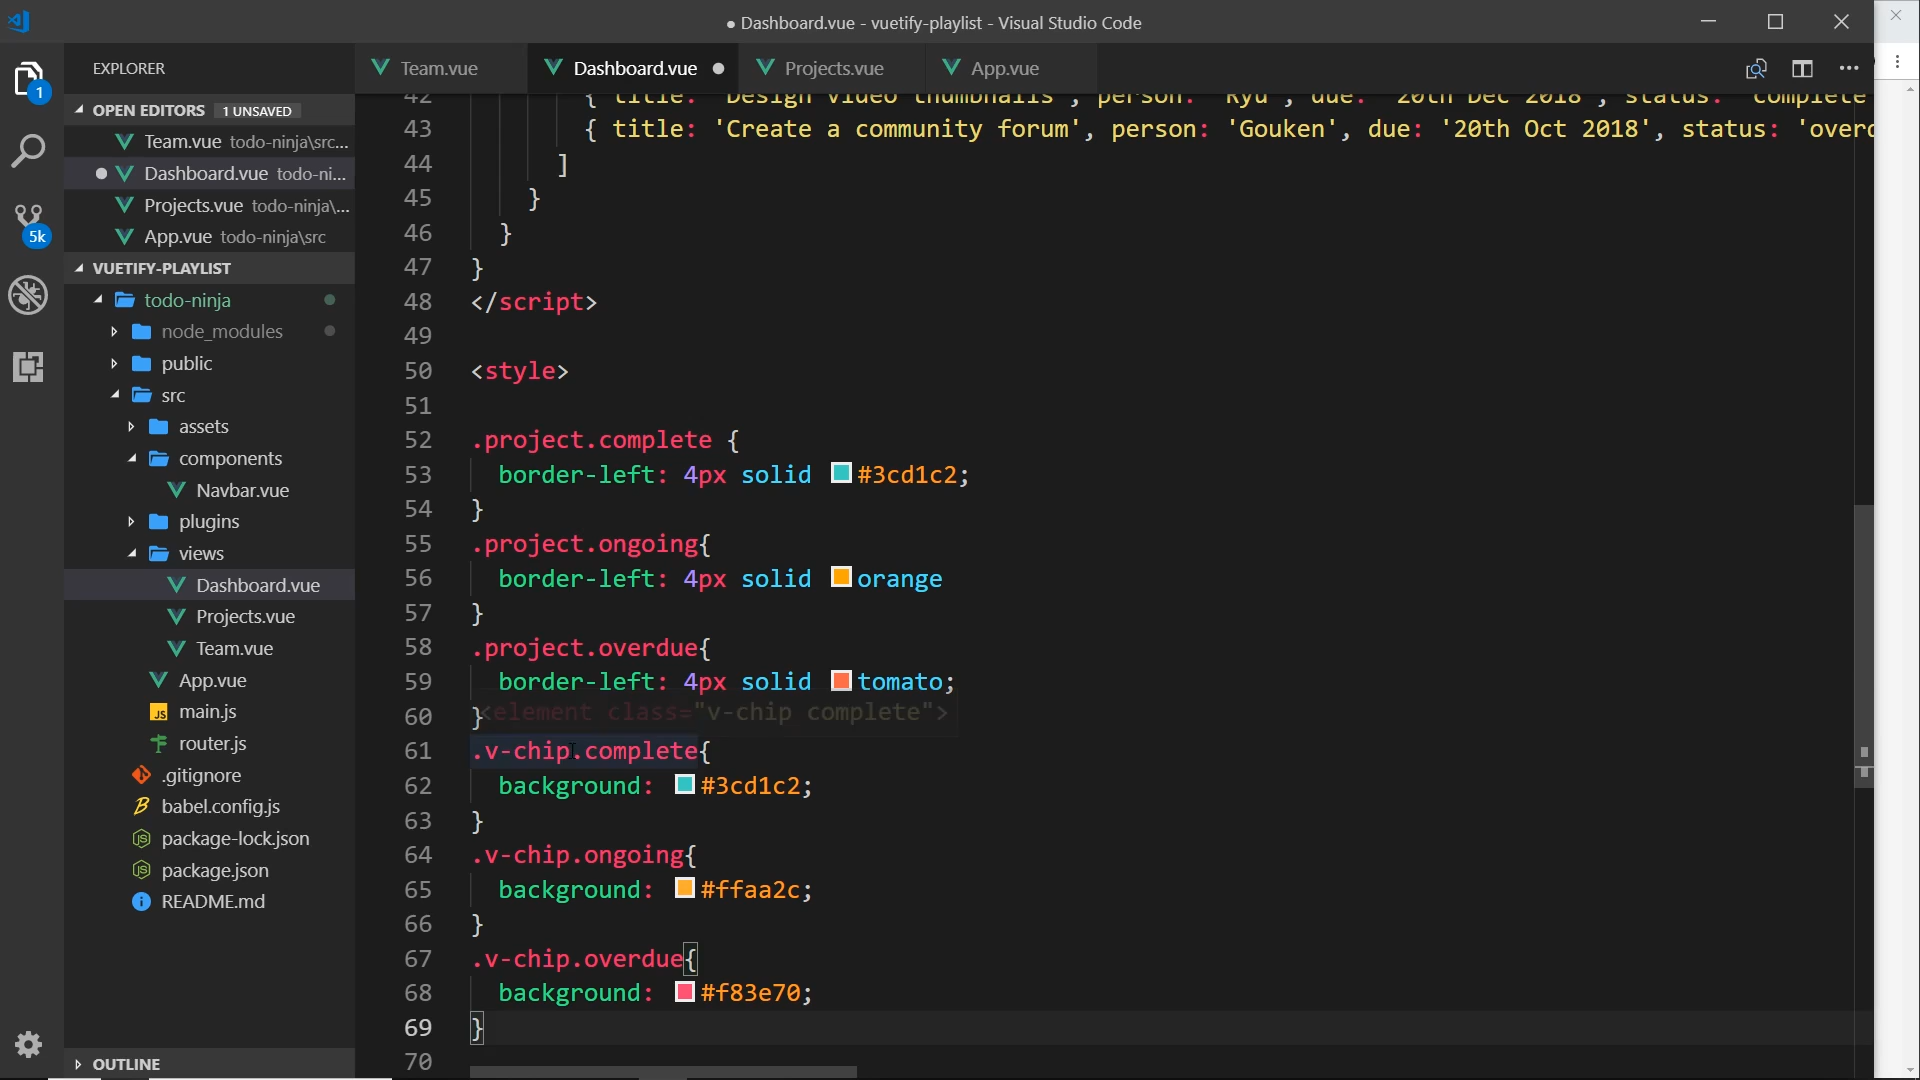 ● Dashboard.vue - vuetify-playlist - Visual Studio Code
EXPLORER
Team.vue
Dashboard.vue
Projects.vue
App.vue
1
OPEN EDITORS 1 UNSAVED
Team.vue todo-ninja\src...
Dashboard.vue todo-ni...
Projects.vue todo-ninja\...
App.vue todo-ninja\src
5k
VUETIFY-PLAYLIST
todo-ninja
node_modules
public
src
assets
components
Navbar.vue
plugins
views
Dashboard.vue
Projects.vue
Team.vue
App.vue
JS main.js
router.js
.gitignore
babel.config.js
package-lock.json
package.json
README.md
OUTLINE
42 { title: 'Design video thumbnails', person: 'Ryu', due: '20th Dec 2018', status: 'complete
43 { title: 'Create a community forum', person: 'Gouken', due: '20th Oct 2018', status: 'overd
44 ]
45 }
46 }
47 }
48 </script>
49
50 <style>
51
52 .project.complete {
53 border-left: 4px solid #3cd1c2;
54 }
55 .project.ongoing{
56 border-left: 4px solid orange
57 }
58 .project.overdue{
59 border-left: 4px solid tomato;
60 }
<element class="v-chip complete">
61 .v-chip.complete{
62 background: #3cd1c2;
63 }
64 .v-chip.ongoing{
65 background: #ffaa2c;
66 }
67 .v-chip.overdue{
68 background: #f83e70;
69 }
70